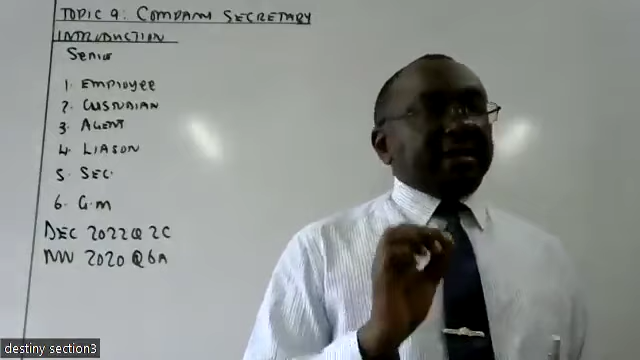 TOPIC 9: COMPANY SECRETARY
INTRODUCTION
SENIOR
1. EMPLOYEE
2. CUSTODIAN
3. AGENT
4. LIASON
5. SEC.
6. G.M
DEC 2022 Q 2C
NOV 2020 Q 6A
destiny section3